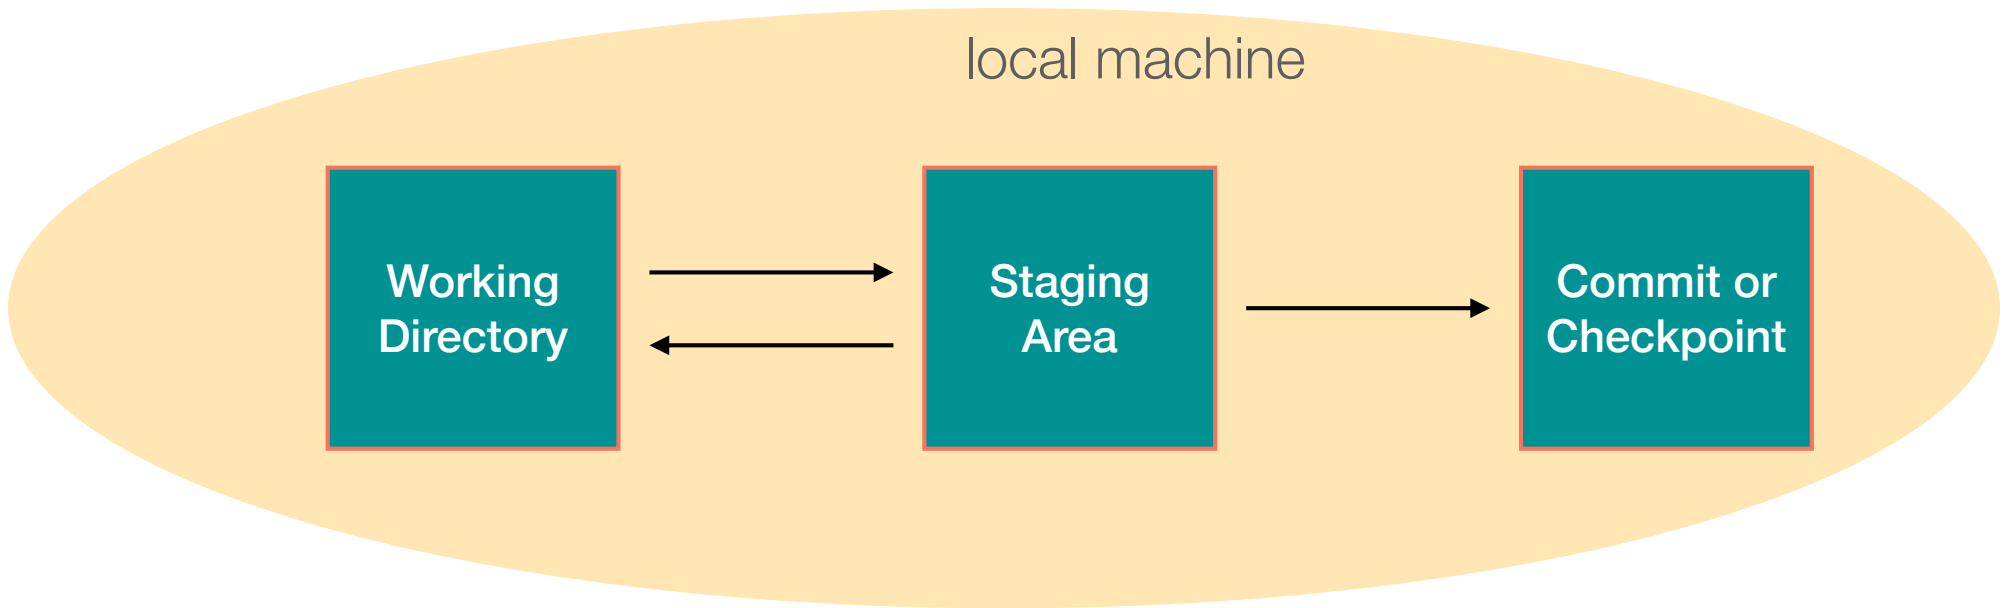 local machine
Working
Directory
Staging
Area
Commit or
Checkpoint